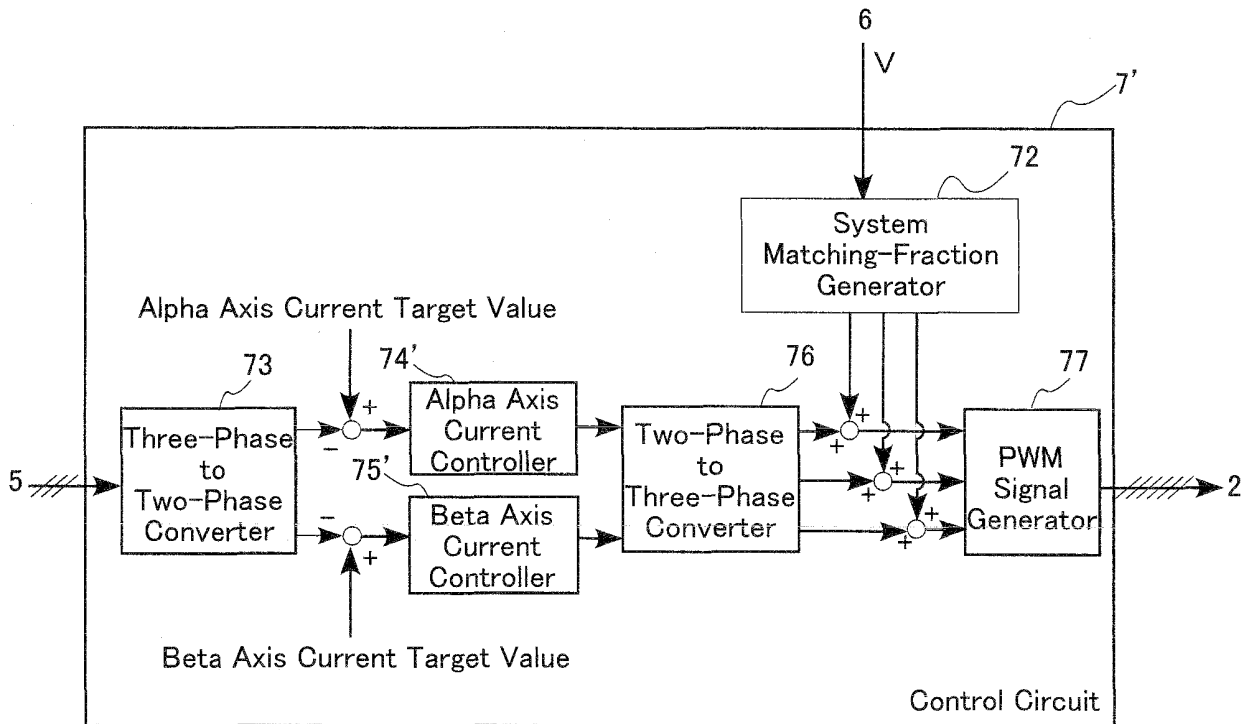 6
V
7'
72
System
Matching-Fraction
Generator
Alpha Axis Current Target Value
73
74'
76
77
Three-Phase
to
Two-Phase
Converter
+
−
Alpha Axis
Current
Controller
Two-Phase
to
Three-Phase
Converter
+
+
+
+
+
+
PWM
Signal
Generator
5
2
75'
−
+
Beta Axis
Current
Controller
Beta Axis Current Target Value
Control Circuit